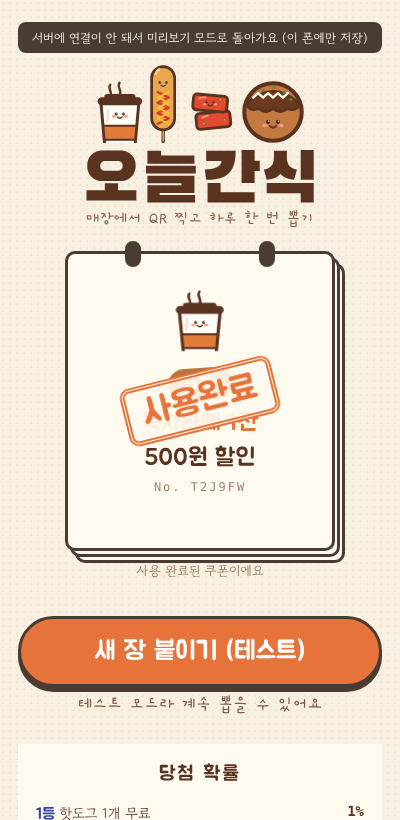 서버에 연결이 안 돼서 미리보기 모드로 돌아가요 (이 폰에만 저장)
오늘간식
매장에서 QR 찍고 하루 한 번 뽑기
사용완료
500원 할인
No. T2J9FW
사용 완료된 쿠폰이에요
새 장 붙이기 (테스트)
테스트 모드라 계속 뽑을 수 있어요
당첨 확률
1등 핫도그 1개 무료 1%